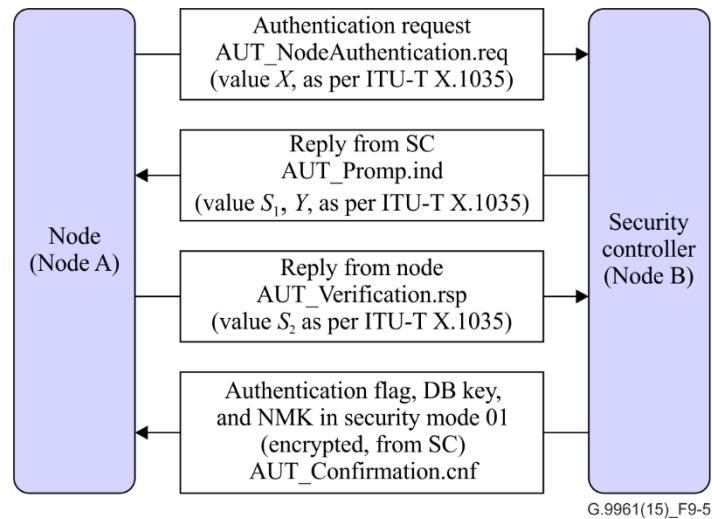 Authentication request
AUT_NodeAuthentication.req
(value X, as per ITU-T X.1035)
Reply from SC
AUT_Promp.ind
(value S₁, Y, as per ITU-T X.1035)
Node
(Node A)
Security
controller
(Node B)
Reply from node
AUT_Verification.rsp
(value S₂ as per ITU-T X.1035)
Authentication flag, DB key,
and NMK in security mode 01
(encrypted, from SC)
AUT_Confirmation.cnf
G.9961(15)_F9-5